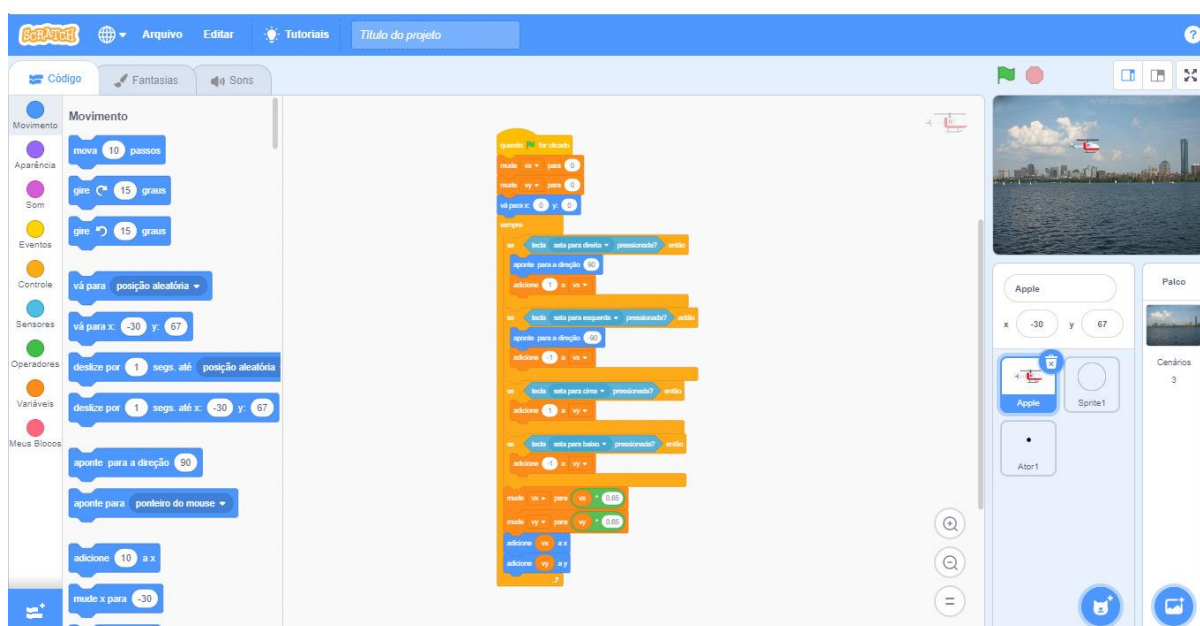 SCRATCH
Arquivo
Editar
Tutoriais
Título do projeto
?
Código
Fantasias
Sons
Movimento
Aparência
Som
Eventos
Controle
Sensores
Operadores
Variáveis
Meus Blocos
Movimento
mova 10 passos
gire 15 graus
gire 15 graus
vá para posição aleatória
vá para x: -30 y: 67
deslize por 1 segs. até posição aleatória
deslize por 1 segs. até x: -30 y: 67
aponte para a direção 90
aponte para ponteiro do mouse
adicione 10 a x
mude x para -30
quando for clicado
mude vx para 0
mude vy para 0
vá para x: 0 y: 0
sempre
se tecla seta para direita pressionada? então
aponte para a direção 90
adicione 1 a vx
se tecla seta para esquerda pressionada? então
aponte para a direção -90
adicione -1 a vx
se tecla seta para cima pressionada? então
adicione 1 a vy
se tecla seta para baixo pressionada? então
adicione -1 a vy
mude vx para vx * 0.65
mude vy para vy * 0.65
adicione vx a x
adicione vy a y
Apple
x -30 y 67
Apple
Sprite1
Ator1
Palco
Cenários
3